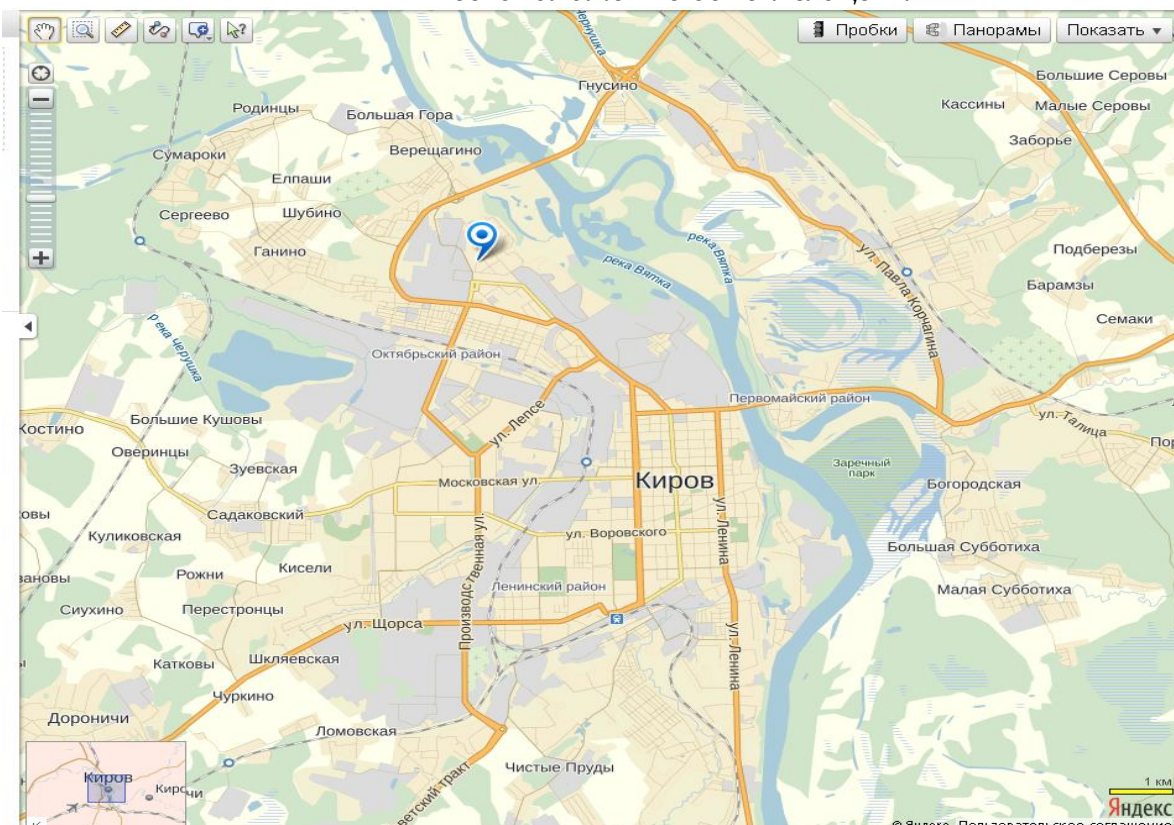 Пробки
Панорамы
Показать
Чернушка
Гнусино
Большие Серовы
Кассины
Малые Серовы
Родинцы
Большая Гора
Заборье
Сумароки
Верещагино
Елпаши
Сергеево
Шубино
Ганино
река Вятка
река Вятка
ул. Павла Корчагина
Подберезы
Барамзы
Семаки
река черушка
Октябрьский район
Первомайский район
Большие Кушовы
Костино
ул. Лепсе
ул. Талица
Оверинцы
Зуевская
Заречный
парк
Московская ул.
Киров
Богородская
Садаковский
ул. Ленина
Куликовская
ул. Воровского
Большая Субботиха
Производственная ул.
Рожни
Кисели
Ленинский район
Малая Субботиха
Сиухино
Перестронцы
ул. Щорса
ул. Ленина
Катковы
Шкляевская
Чуркино
Дороничи
Ломовская
Чистые Пруды
Киров
1 км
Яндекс